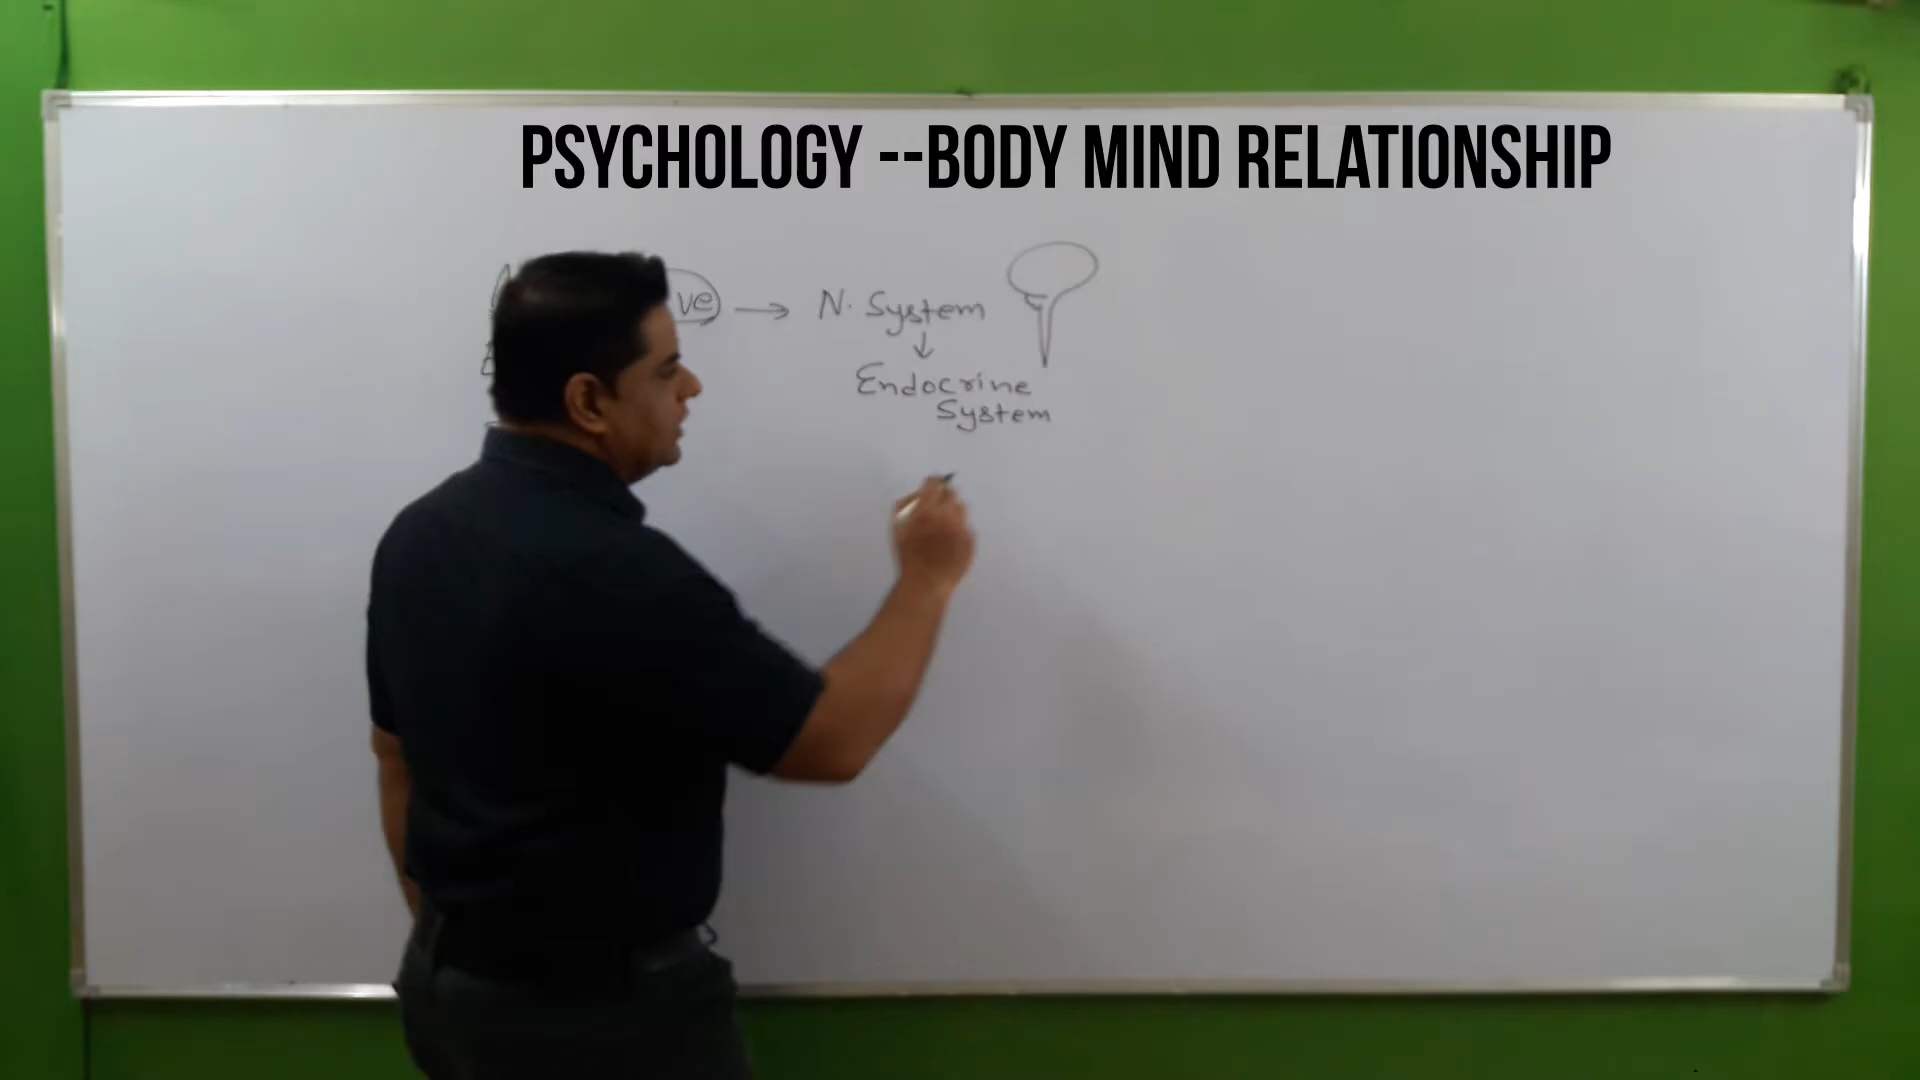 PSYCHOLOGY --BODY MIND RELATIONSHIP
ve → N. System
↓
Endocrine
System